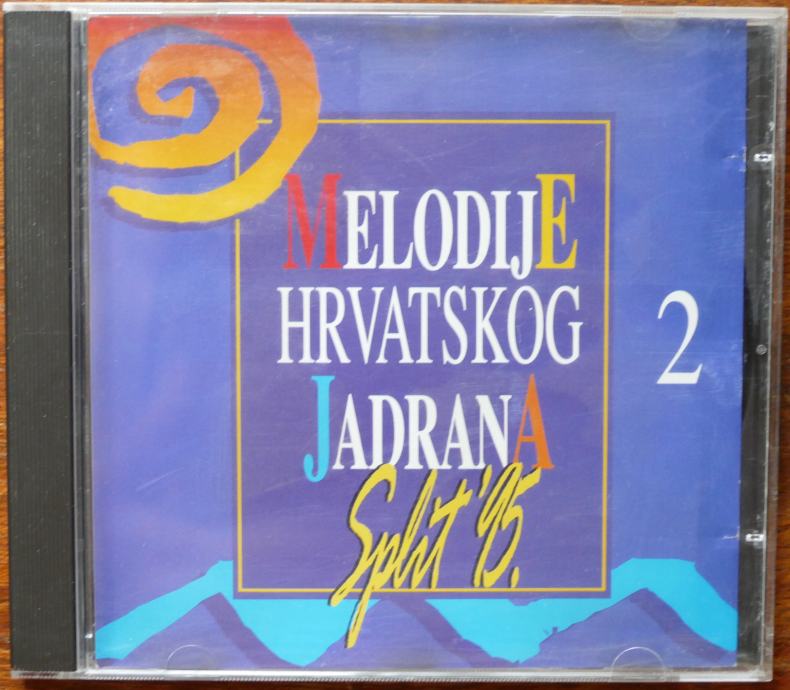 MELODIJE
HRVATSKOG
JADRANA
Split '95.
2